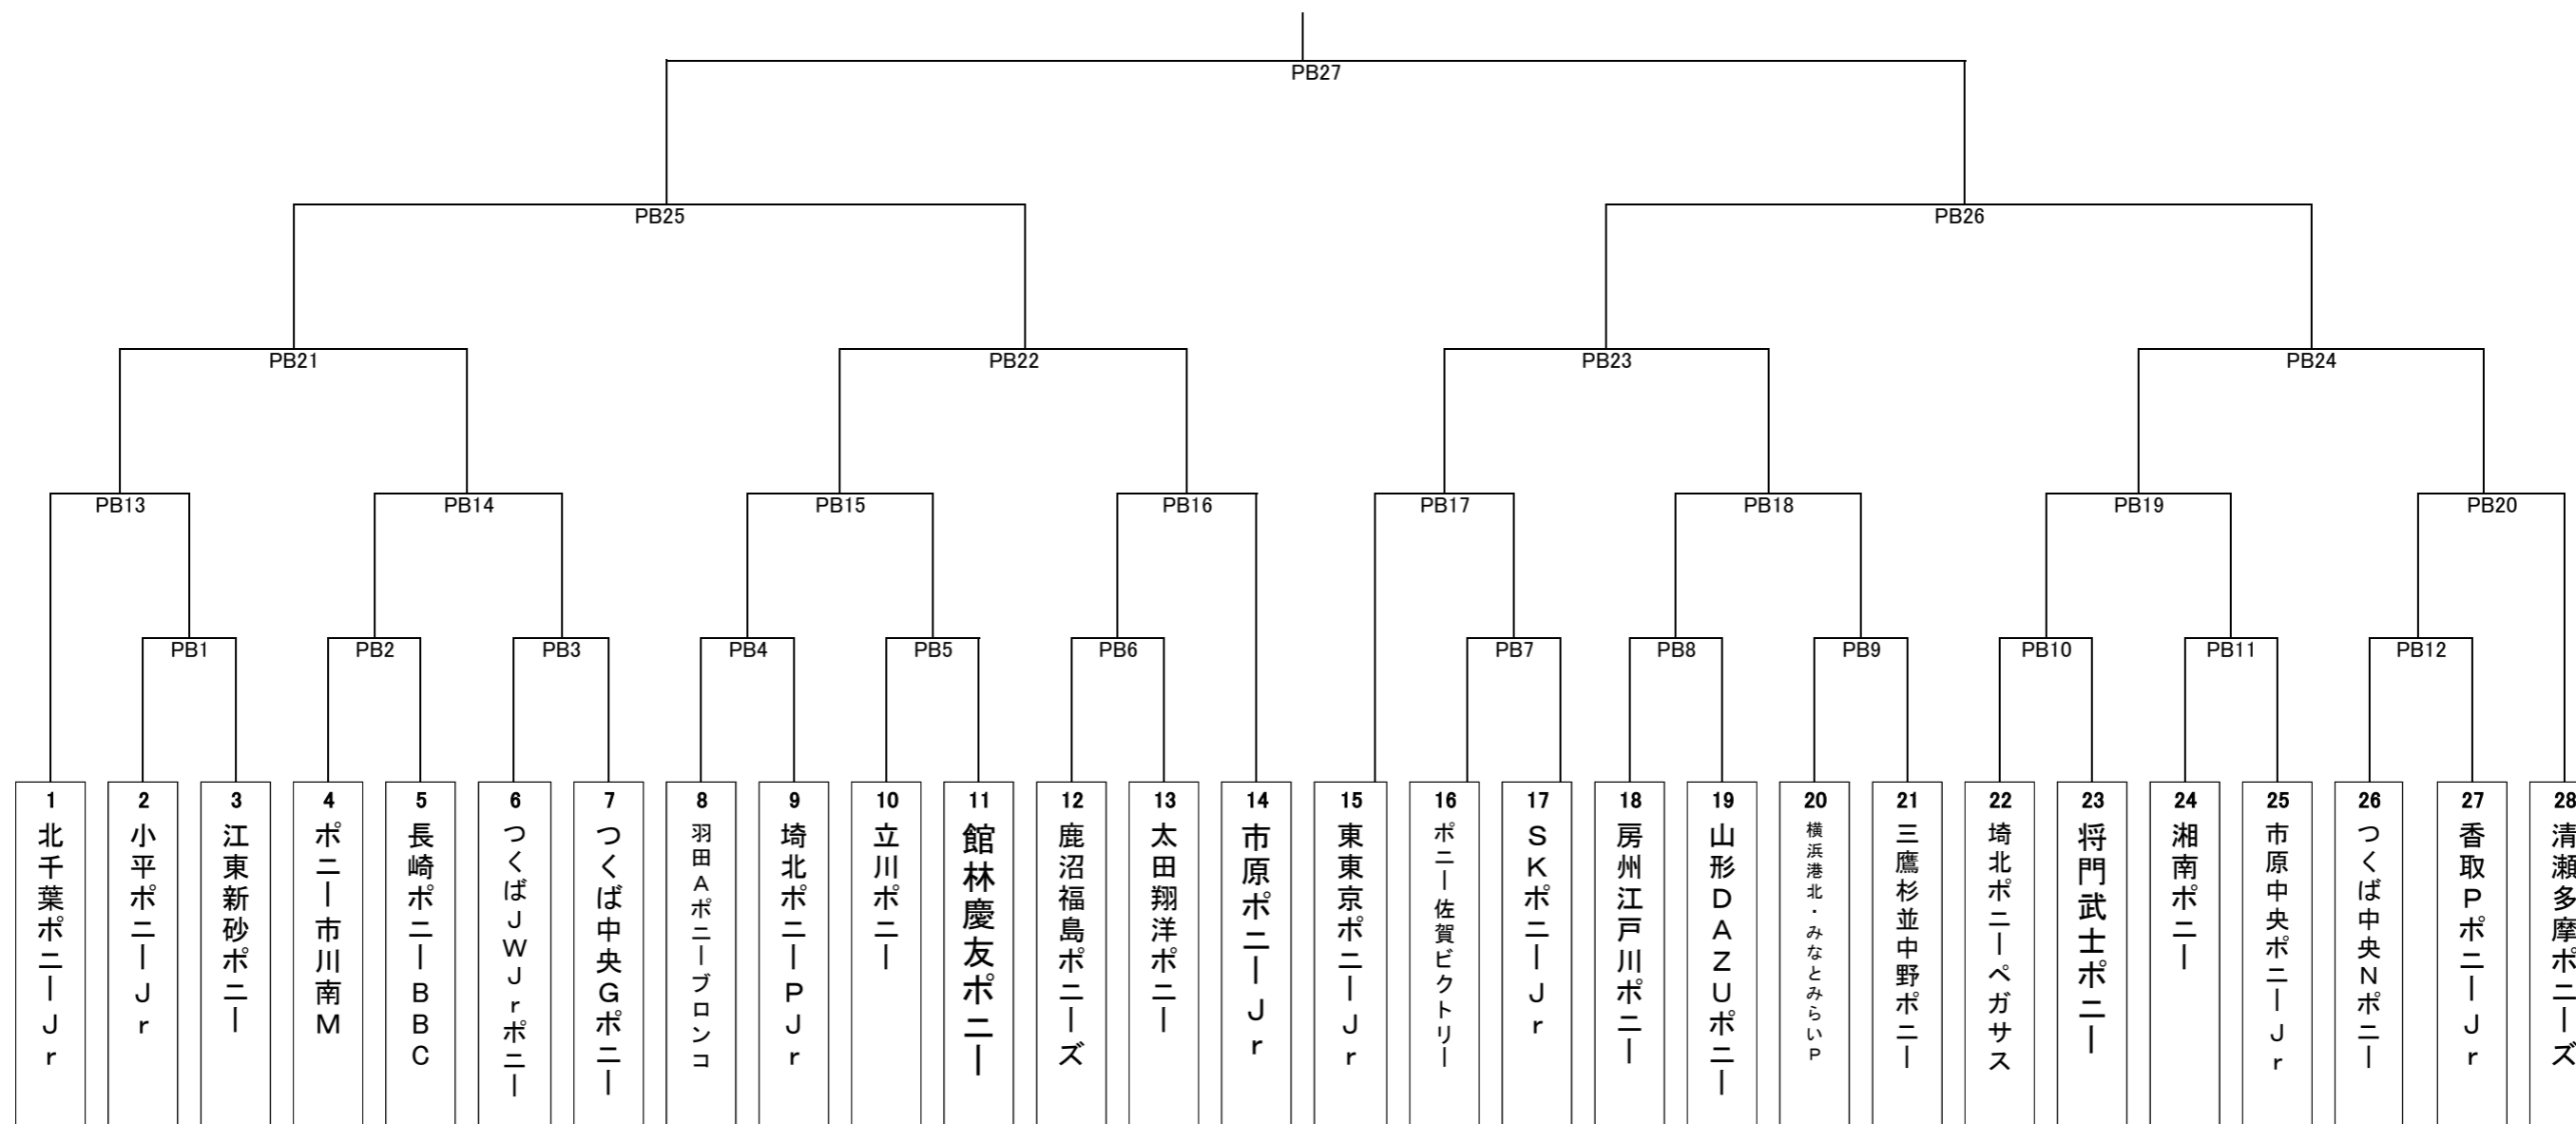 PB27
PB25
PB26
PB21
PB22
PB23
PB24
PB13
PB14
PB15
PB16
PB17
PB18
PB19
PB20
PB1
PB2
PB3
PB4
PB5
PB6
PB7
PB8
PB9
PB10
PB11
PB12
1
北千葉ポニーJr
2
小平ポニーJr
3
江東新砂ポニー
4
ポニー市川南M
5
長崎ポニーBBC
6
つくばJWJrポニー
7
つくば中央Gポニー
8
羽田Aポニーブロンコ
9
埼北ポニーPJr
10
立川ポニー
11
館林慶友ポニー
12
鹿沼福島ポニーズ
13
太田翔洋ポニー
14
市原ポニーJr
15
東東京ポニーJr
16
ポニー佐賀ビクトリー
17
SKポニーJr
18
房州江戸川ポニー
19
山形DAZUポニー
20
横浜港北・みなとみらいP
21
三鷹杉並中野ポニー
22
埼北ポニーペガサス
23
将門武士ポニー
24
湘南ポニー
25
市原中央ポニーJr
26
つくば中央Nポニー
27
香取PポニーJr
28
清瀬多摩ポニーズ